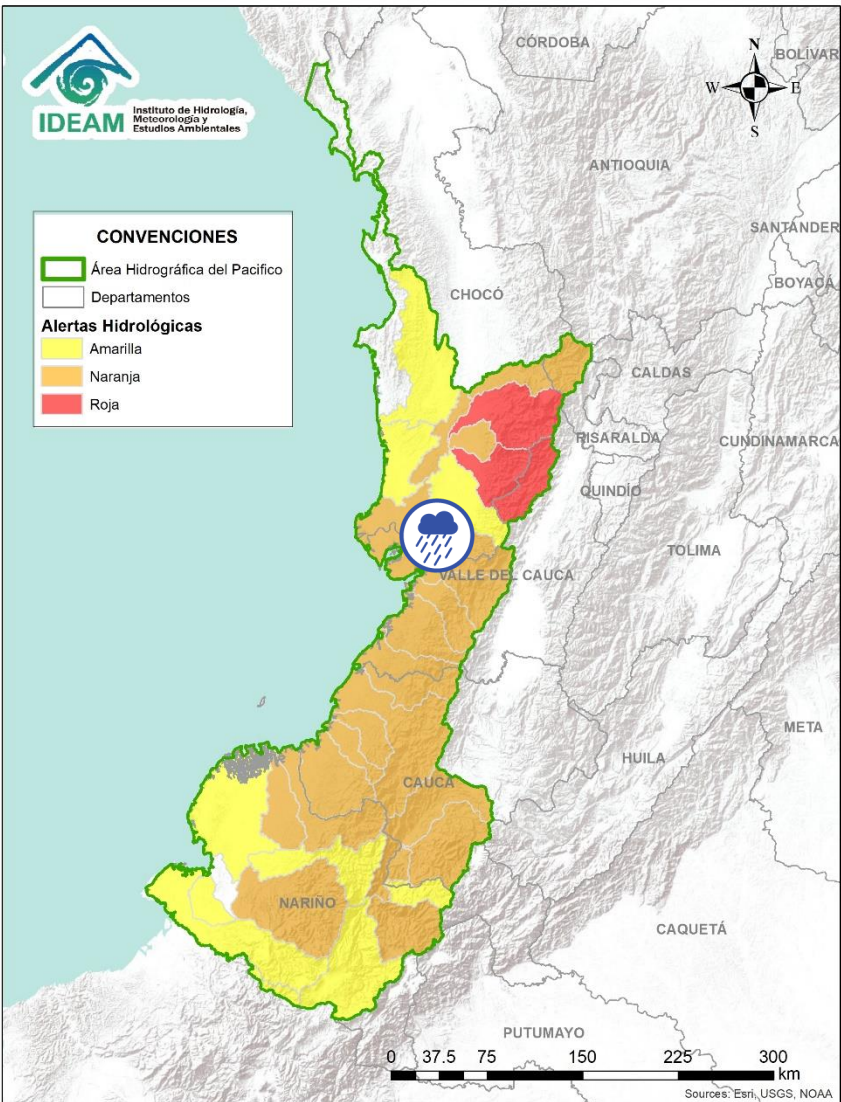 IDEAM
Instituto de Hidrología,
Meteorología y
Estudios Ambientales
CONVENCIONES
Área Hidrográfica del Pacifico
Departamentos
Alertas Hidrológicas
Amarilla
Naranja
Roja
N
W E
S
CÓRDOBA
BOLÍVAR
ANTIOQUIA
SANTANDER
BOYACÁ
CHOCÓ
CALDAS
RISARALDA
CUNDINAMARCA
QUINDÍO
TOLIMA
VALLE DEL CAUCA
META
HUILA
CAUCA
NARIÑO
CAQUETÁ
PUTUMAYO
0 37.5 75 150 225 300
km
Sources: Esri, USGS, NOAA